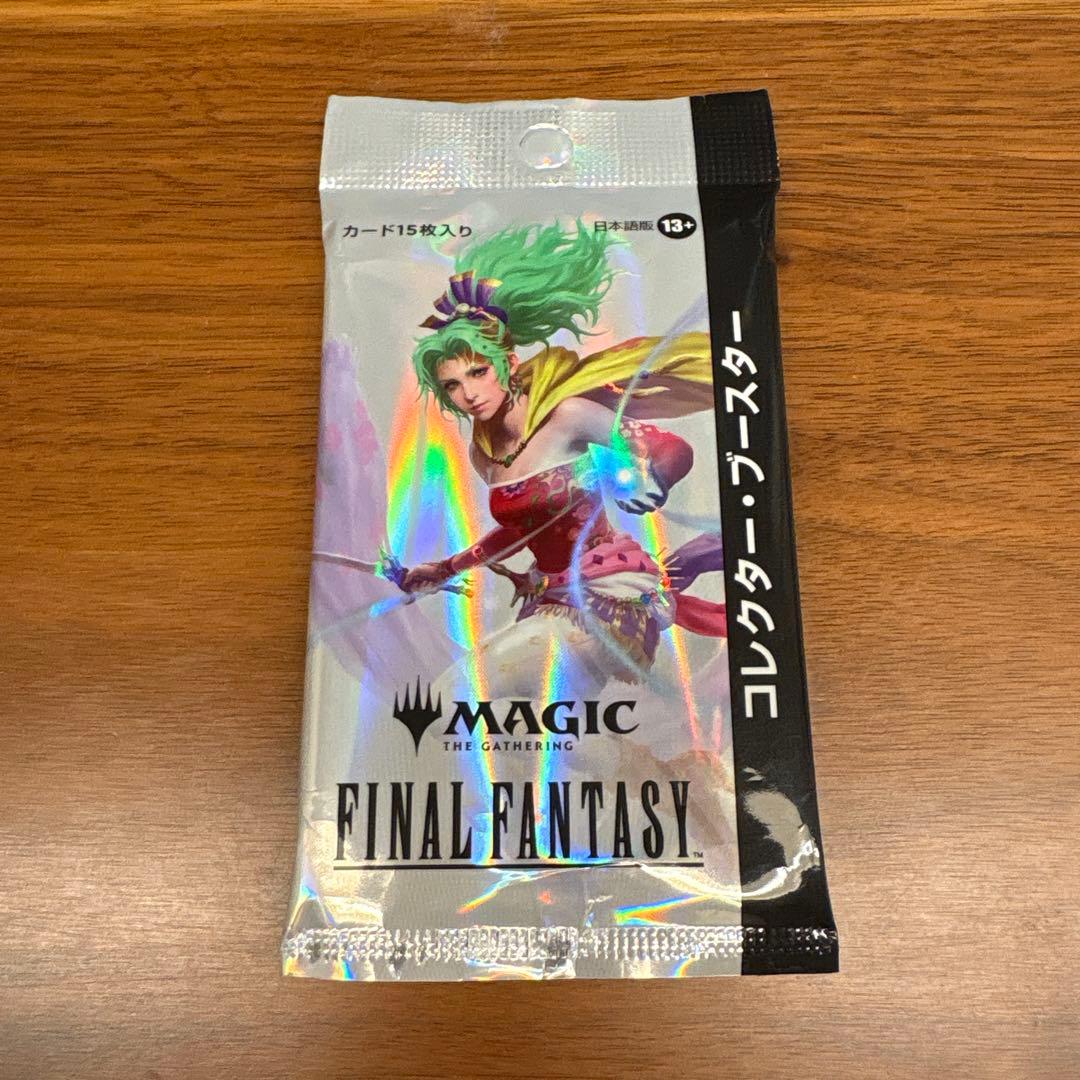 カード15枚入り
日本語版 13+
コレクター・ブースター
MAGIC
THE GATHERING
FINAL FANTASY™